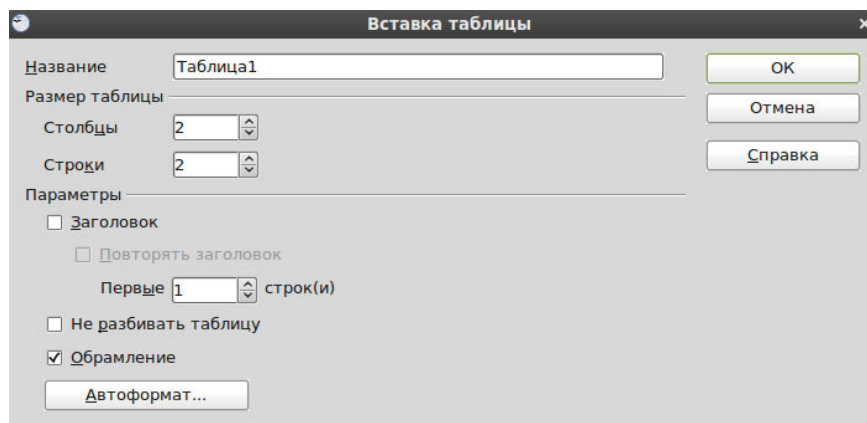 Вставка таблицы
Название Таблица1
ОК
Размер таблицы
Отмена
Столбцы 2
Строки 2
Справка
Параметры
Заголовок
Повторять заголовок
Первые 1 строк(и)
Не разбивать таблицу
Обрамление
Автоформат...